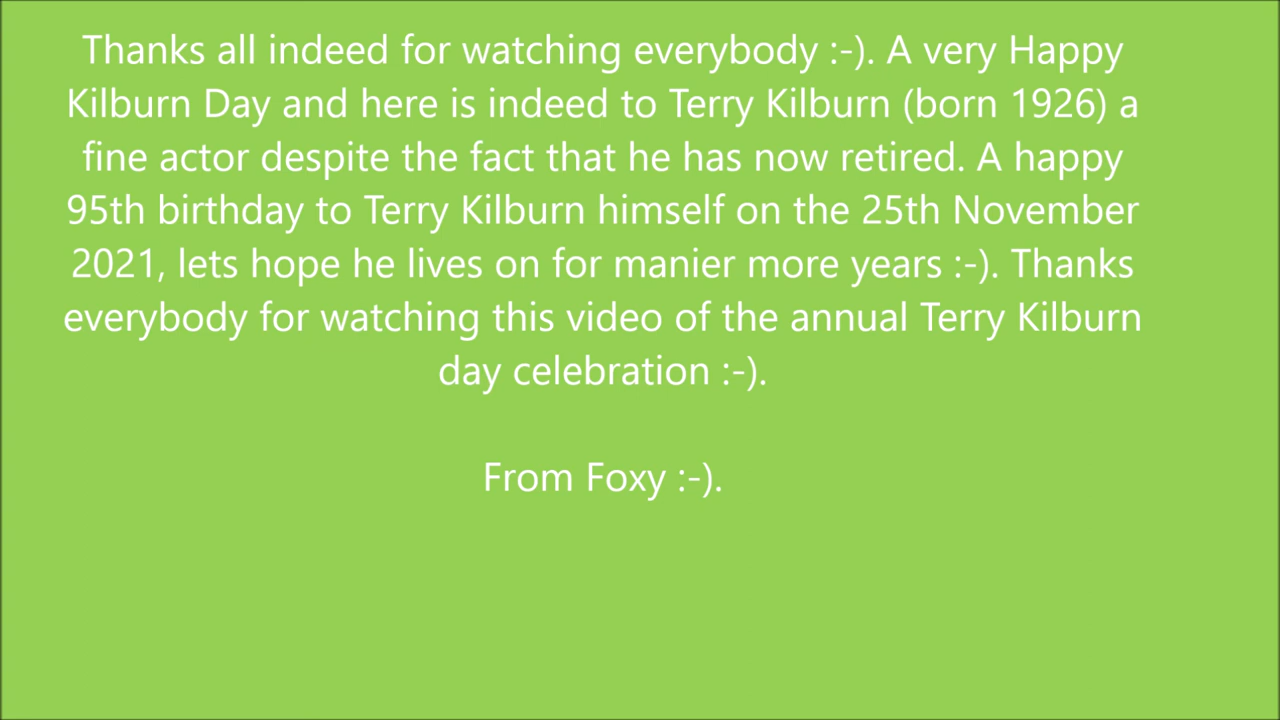 Thanks all indeed for watching everybody :-). A very Happy
Kilburn Day and here is indeed to Terry Kilburn (born 1926) a
fine actor despite the fact that he has now retired. A happy
95th birthday to Terry Kilburn himself on the 25th November
2021, lets hope he lives on for manier more years :-). Thanks
everybody for watching this video of the annual Terry Kilburn
day celebration :-).
From Foxy :-).